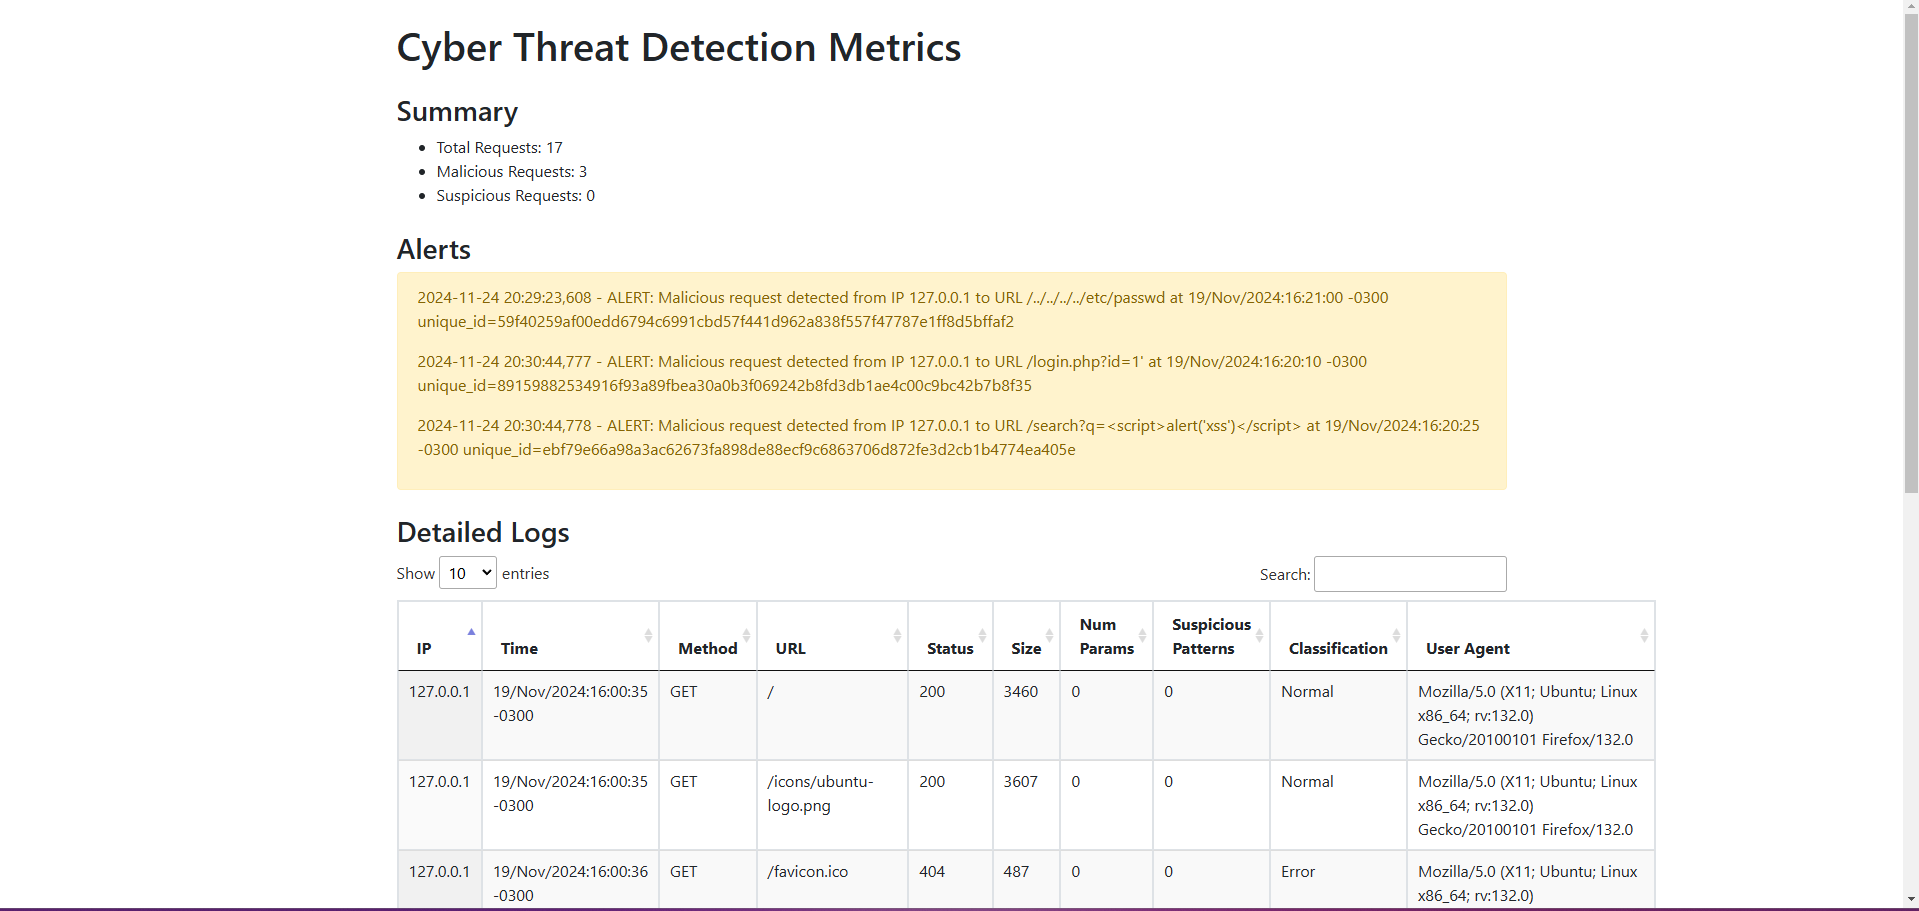 Cyber Threat Detection Metrics
Summary
Total Requests: 17
Malicious Requests: 3
Suspicious Requests: 0
Alerts
2024-11-24 20:29:23,608 - ALERT: Malicious request detected from IP 127.0.0.1 to URL /../../../../etc/passwd at 19/Nov/2024:16:21:00 -0300
unique_id=59f40259af00edd6794c6991cbd57f441d962a838f557f47787e1ff8d5bffaf2
2024-11-24 20:30:44,777 - ALERT: Malicious request detected from IP 127.0.0.1 to URL /login.php?id=1' at 19/Nov/2024:16:20:10 -0300
unique_id=89159882534916f93a89fbea30a0b3f069242b8fd3db1ae4c00c9bc42b7b8f35
2024-11-24 20:30:44,778 - ALERT: Malicious request detected from IP 127.0.0.1 to URL /search?q=<script>alert('xss')</script> at 19/Nov/2024:16:20:25
-0300 unique_id=ebf79e66a98a3ac62673fa898de88ecf9c6863706d872fe3d2cb1b4774ea405e
Detailed Logs
Show 10 entries
Search:
IP Time Method URL Status Size Num Params Suspicious Patterns Classification User Agent
127.0.0.1 19/Nov/2024:16:00:35 GET / 200 3460 0 0 Normal Mozilla/5.0 (X11; Ubuntu; Linux
-0300 x86_64; rv:132.0)
Gecko/20100101 Firefox/132.0
127.0.0.1 19/Nov/2024:16:00:35 GET /icons/ubuntu- 200 3607 0 0 Normal Mozilla/5.0 (X11; Ubuntu; Linux
-0300 logo.png x86_64; rv:132.0)
Gecko/20100101 Firefox/132.0
127.0.0.1 19/Nov/2024:16:00:36 GET /favicon.ico 404 487 0 0 Error Mozilla/5.0 (X11; Ubuntu; Linux
-0300 x86_64; rv:132.0)